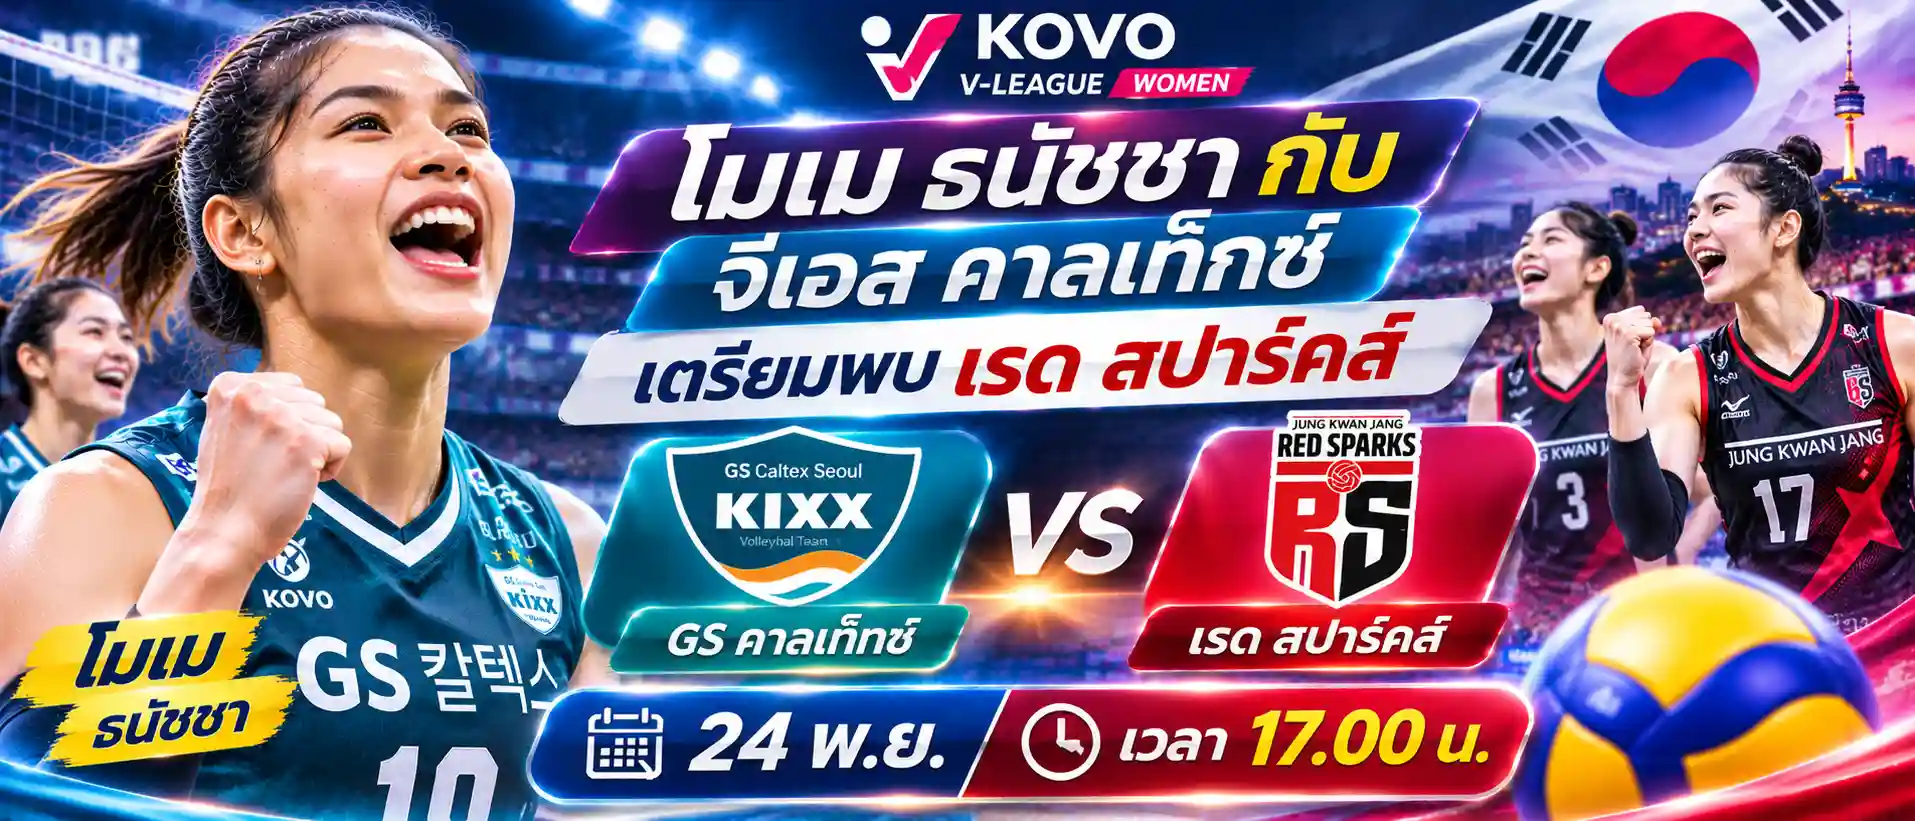 KOVO
V-LEAGUE WOMEN
โมเม ธนัชชา กับ
จีเอส คาลเท็กซ์
เตรียมพบ เรด สปาร์คส์
GS Caltex Seoul
KIXX
Volleybal Team
GS คาลเท็ทซ์
VS
JUNG KWAN JANG
RED SPARKS
RS
เรด สปาร์คส์
24 พ.ย.
เวลา 17.00 น.
โมเม
ธนัชชา
KOVO
KIXX
GS 칼텍스
10
JUNG KWAN JANG
17
G KWAN JAN
3